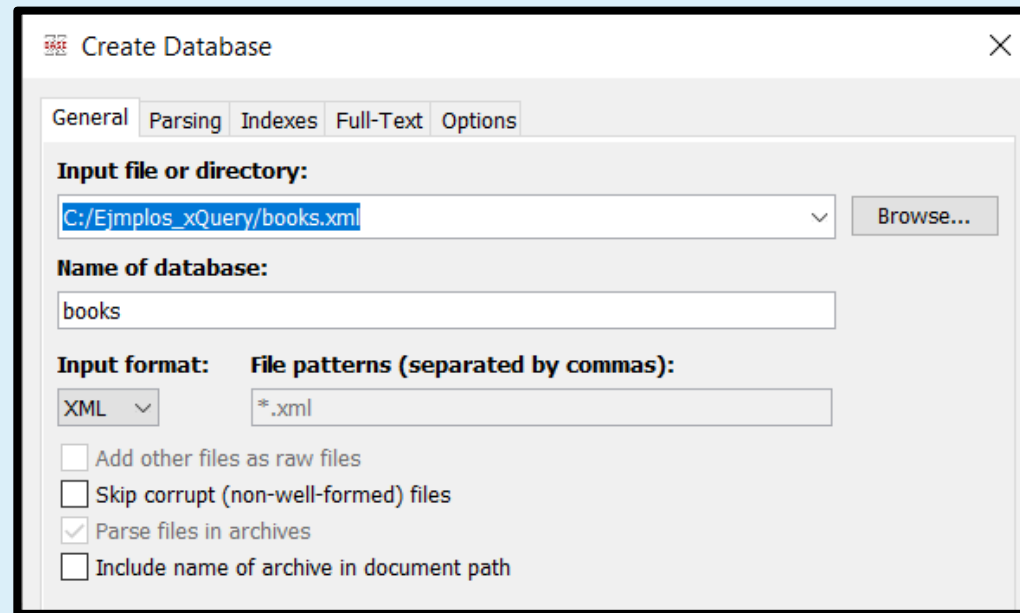 Create Database
General Parsing Indexes Full-Text Options
Input file or directory:
C:/Ejmplos_xQuery/books.xml Browse...
Name of database:
books
Input format: File patterns (separated by commas):
XML *.xml
Add other files as raw files
Skip corrupt (non-well-formed) files
Parse files in archives
Include name of archive in document path